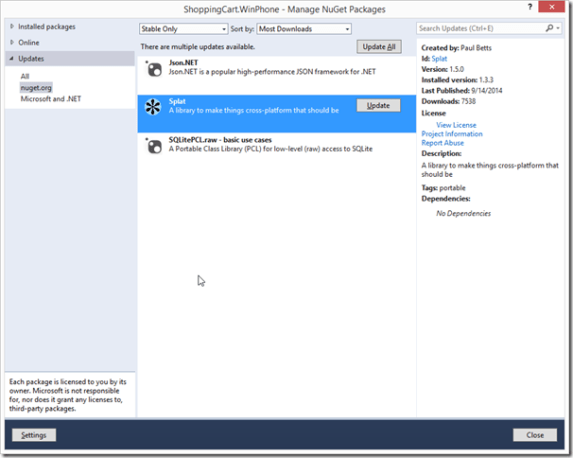 ShoppingCart.WinPhone - Manage NuGet Packages
Installed packages
Online
Updates
All
nuget.org
Microsoft and .NET
Each package is licensed to you by its
owner. Microsoft is not responsible
for, nor does it grant any licenses to,
third-party packages.
Stable Only
Sort by: Most Downloads
There are multiple updates available.
Update All
Json.NET
Json.NET is a popular high-performance JSON framework for .NET
Splat
A library to make things cross-platform that should be
Update
SQLitePCL.raw - basic use cases
A Portable Class Library (PCL) for low-level (raw) access to SQLite
Search Updates (Ctrl+E)
Created by: Paul Betts
Id: Splat
Version: 1.5.0
Installed version: 1.3.3
Last Published: 9/14/2014
Downloads: 7538
License
View License
Project Information
Report Abuse
Description:
A library to make things cross-platform that
should be
Tags: portable
Dependencies:
No Dependencies
Settings
Close